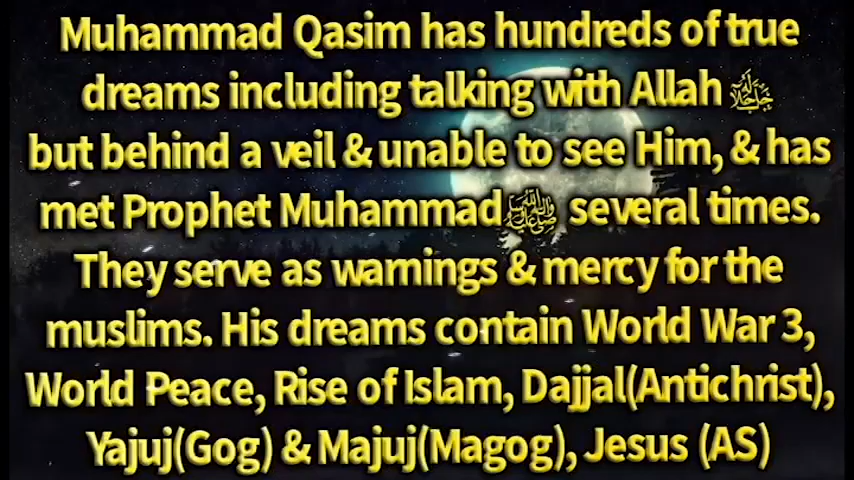 Muhammad Qasim has hundreds of true
dreams including talking with Allah ﷻ
but behind a veil & unable to see Him, & has
met Prophet Muhammad ﷺ several times.
They serve as warnings & mercy for the
muslims. His dreams contain World War 3,
World Peace, Rise of Islam, Dajjal(Antichrist),
Yajuj(Gog) & Majuj(Magog), Jesus (AS)